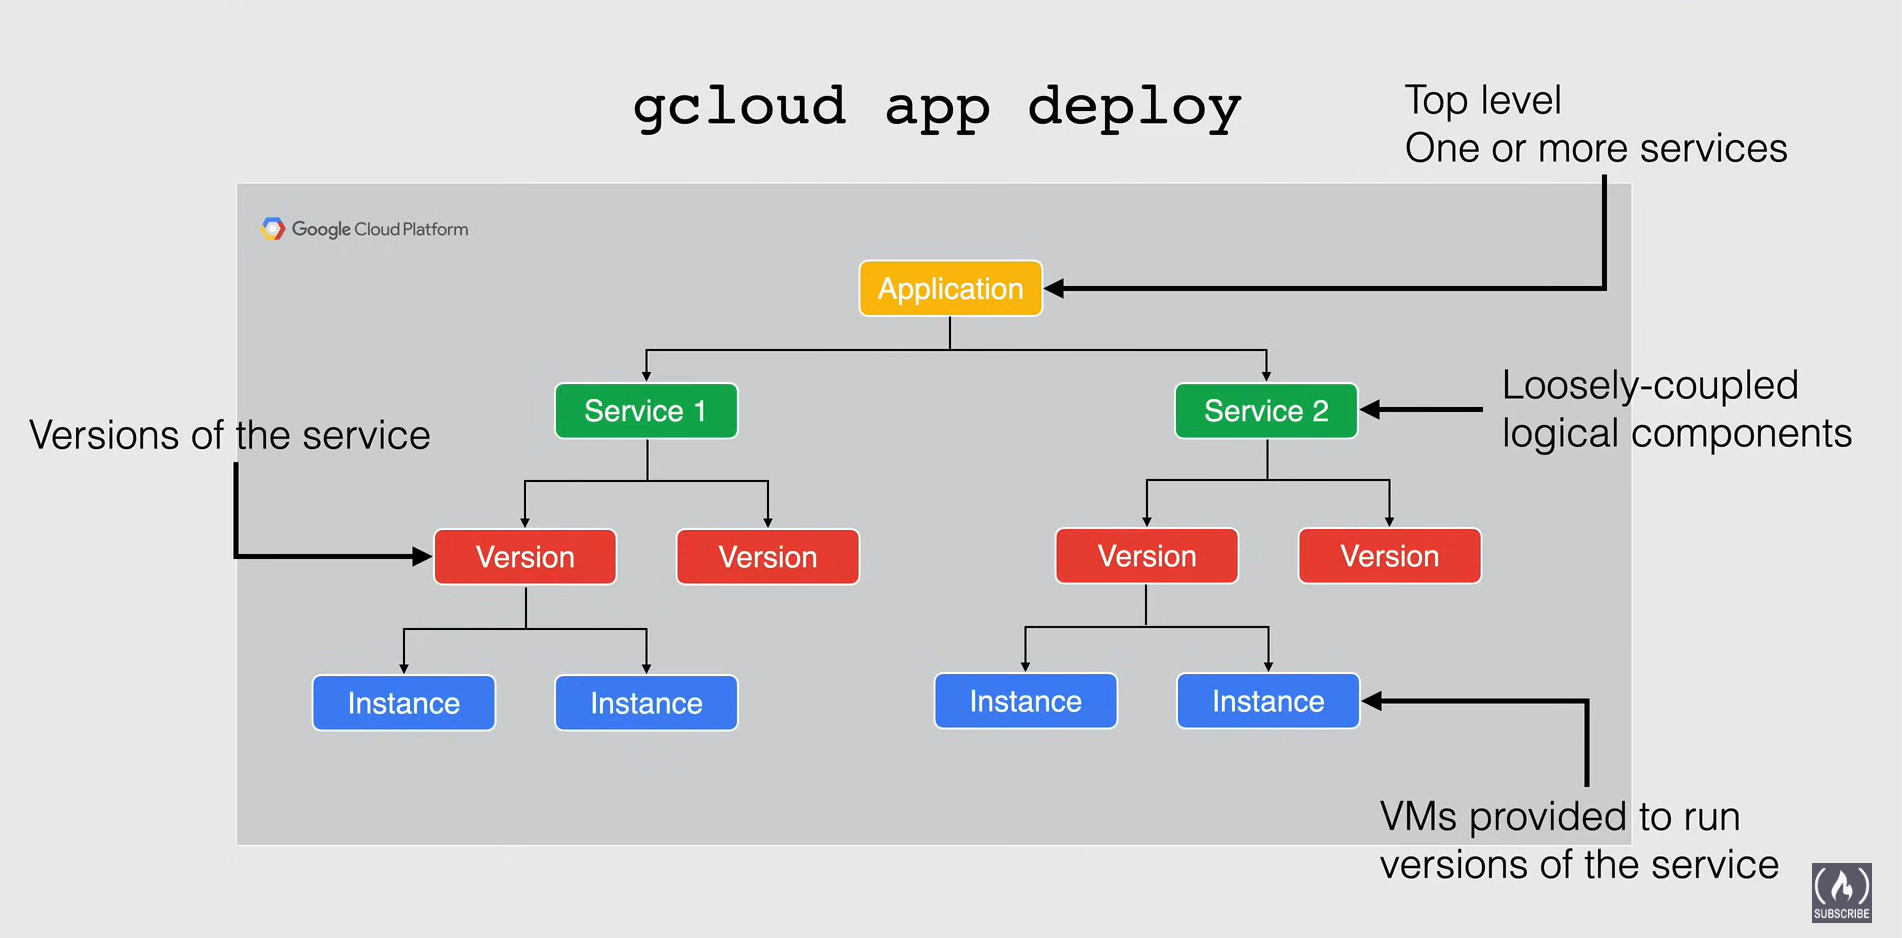 gcloud app deploy
Top level
One or more services
Google Cloud Platform
Application
Service 1
Service 2
Loosely-coupled
logical components
Versions of the service
Version
Version
Version
Version
Instance
Instance
Instance
Instance
VMs provided to run
versions of the service
SUBSCRIBE